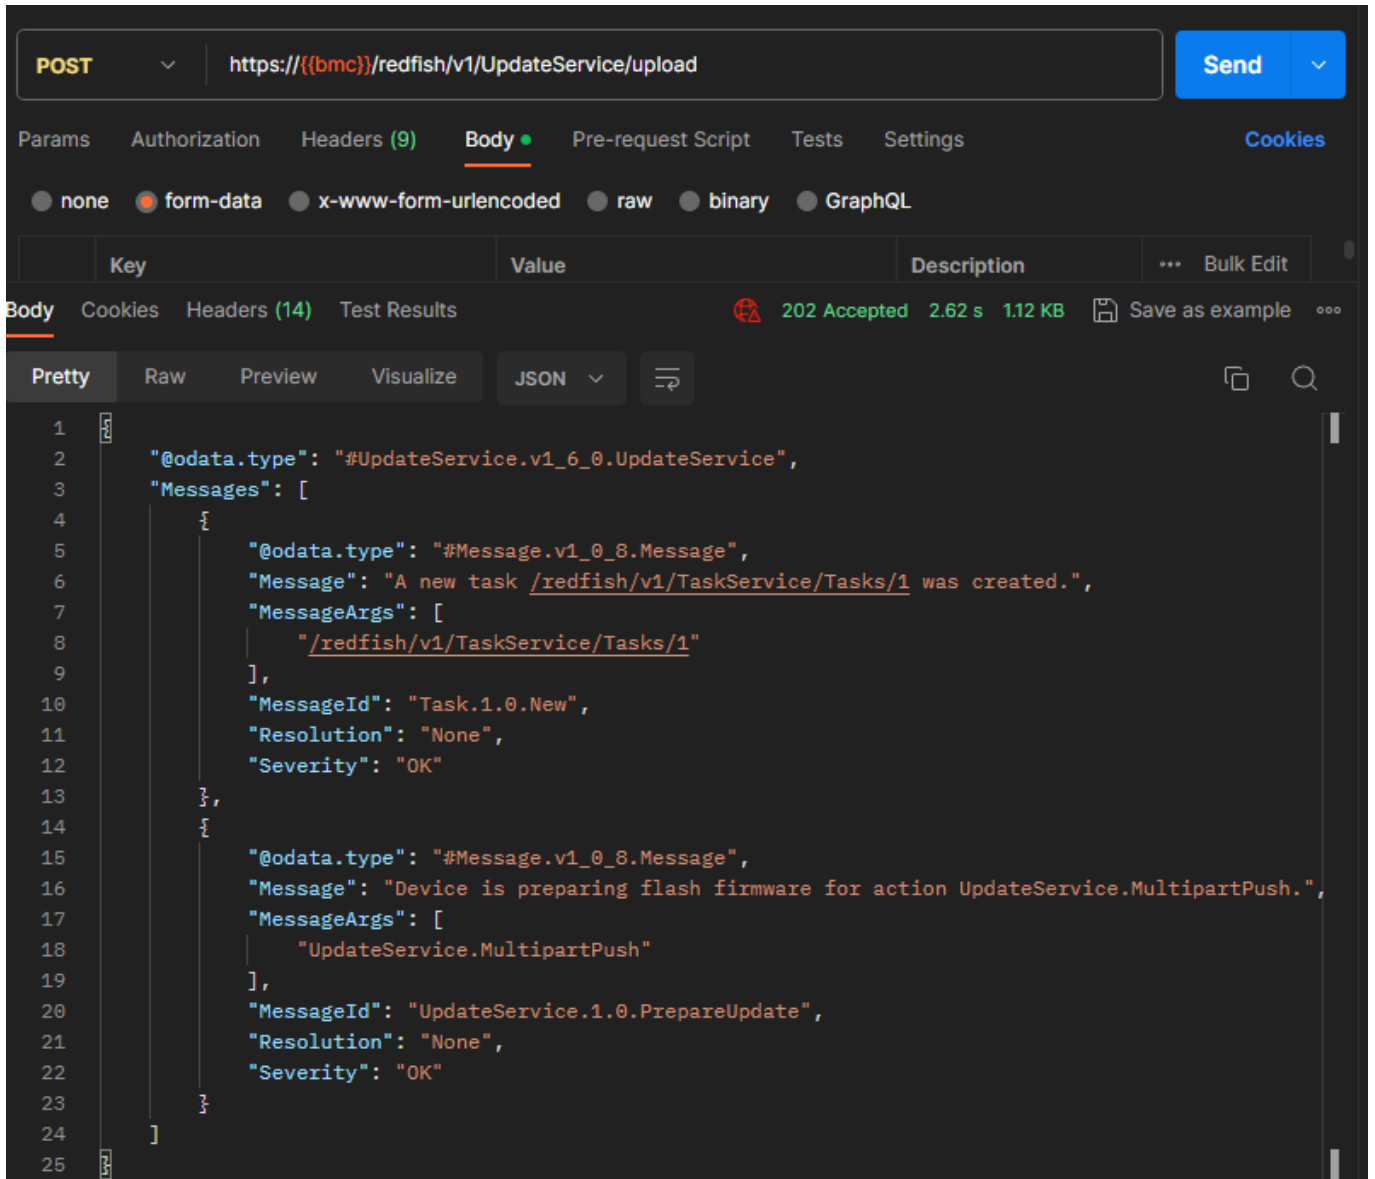 POST https://{{bmc}}/redfish/v1/UpdateService/upload Send
Params Authorization Headers (9) Body Pre-request Script Tests Settings Cookies
none form-data x-www-form-urlencoded raw binary GraphQL
Key Value Description ••• Bulk Edit
Body Cookies Headers (14) Test Results 202 Accepted 2.62 s 1.12 KB Save as example
Pretty Raw Preview Visualize JSON
1 {
2 "@odata.type": "#UpdateService.v1_6_0.UpdateService",
3 "Messages": [
4 {
5 "@odata.type": "#Message.v1_0_8.Message",
6 "Message": "A new task /redfish/v1/TaskService/Tasks/1 was created.",
7 "MessageArgs": [
8 "/redfish/v1/TaskService/Tasks/1"
9 ],
10 "MessageId": "Task.1.0.New",
11 "Resolution": "None",
12 "Severity": "OK"
13 },
14 {
15 "@odata.type": "#Message.v1_0_8.Message",
16 "Message": "Device is preparing flash firmware for action UpdateService.MultipartPush.",
17 "MessageArgs": [
18 "UpdateService.MultipartPush"
19 ],
20 "MessageId": "UpdateService.1.0.PrepareUpdate",
21 "Resolution": "None",
22 "Severity": "OK"
23 }
24 ]
25 }